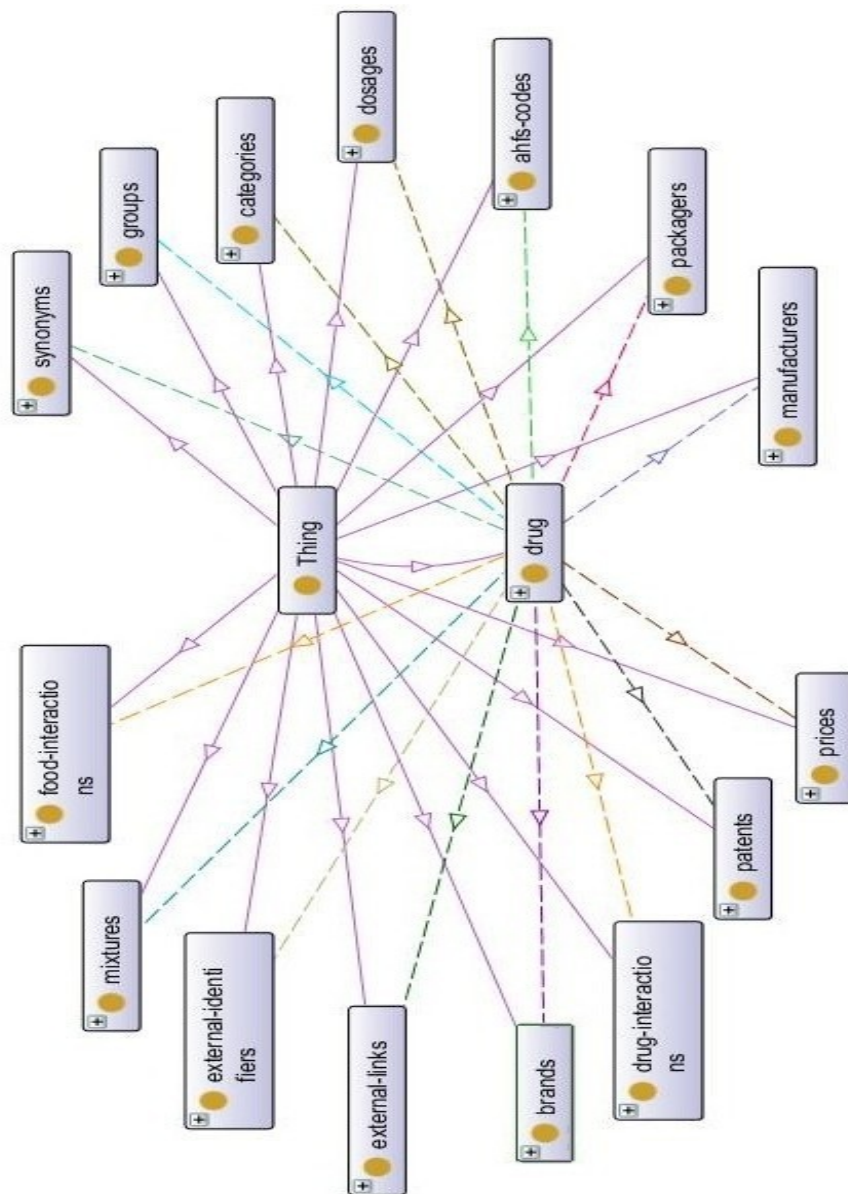 synonyms
groups
categories
dosages
ahfs-codes
packagers
manufacturers
Thing
drug
food-interactio
ns
mixtures
external-identi
fiers
external-links
brands
drug-interactio
ns
patents
prices